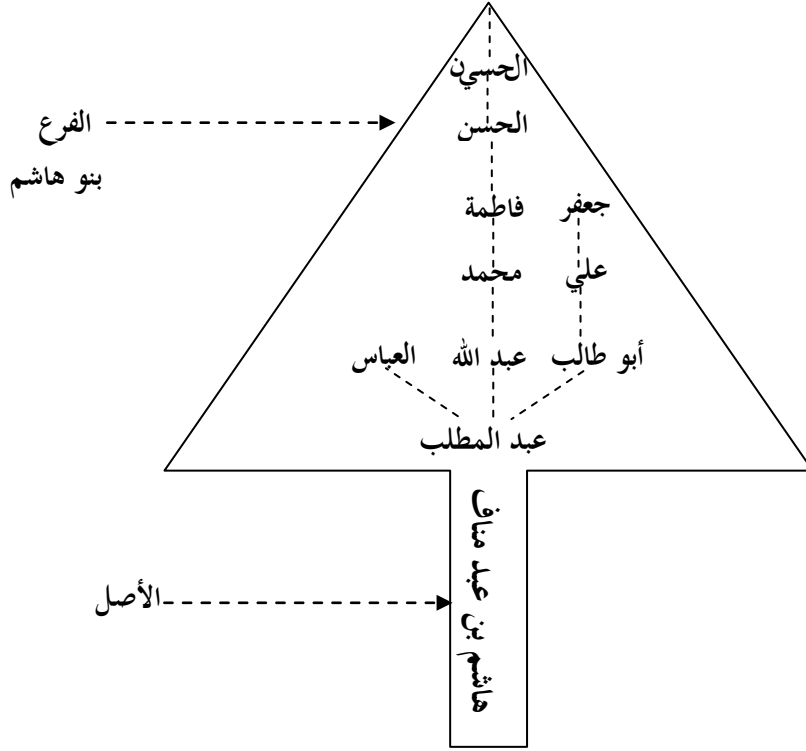 الحسين
الفرع
الحسن
بنو هاشم
جعفر فاطمة
علي محمد
أبو طالب عبد الله العباس
عبد المطلب
هاشم بن عبد مناف
الأصل